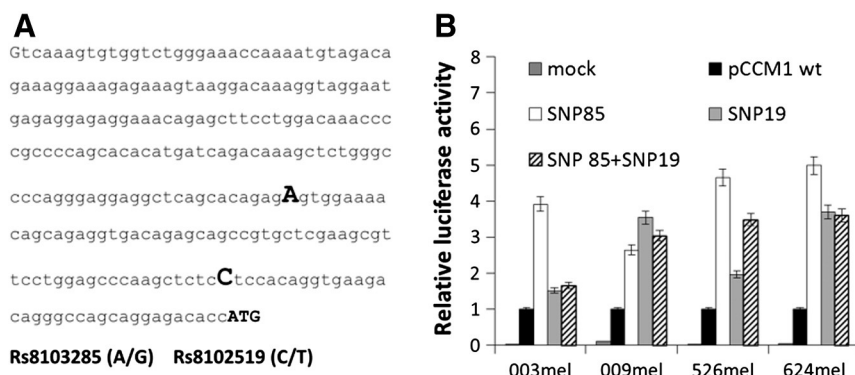 A
Gtcaaagtgtggtctgggaaaccaaaatgtagaca
gaaaggaaagagaaagtaaggacaaaggtaggaat
gagaggagaggaaacagagcttcctggacaaaccc
cgccccagcacacatgatcagacaaagctctgggc
cccagggaggaggctcagcacagagAgtggaaaa
cagcagaggtgacagagcagccgtgctcgaagcgt
tcctggagcccaagctctcCtccacaggtgaaga
cagggccagcaggagacaccATG
Rs8103285 (A/G) Rs8102519 (C/T)
B
Relative luciferase activity
8
7
6
5
4
3
2
1
0
mock pCCM1 wt
SNP85 SNP19
SNP 85+SNP19
003mel 009mel 526mel 624mel